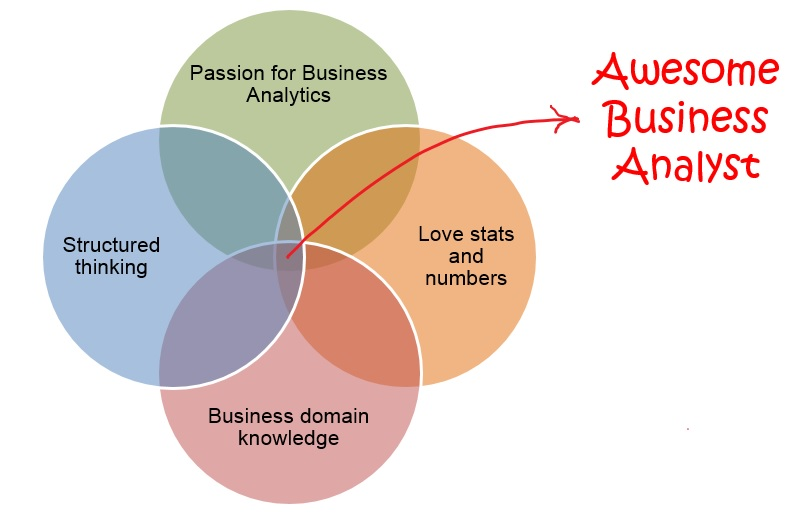 Passion for Business
Analytics
Awesome
Business
Analyst
Structured
thinking
Love stats
and
numbers
Business domain
knowledge